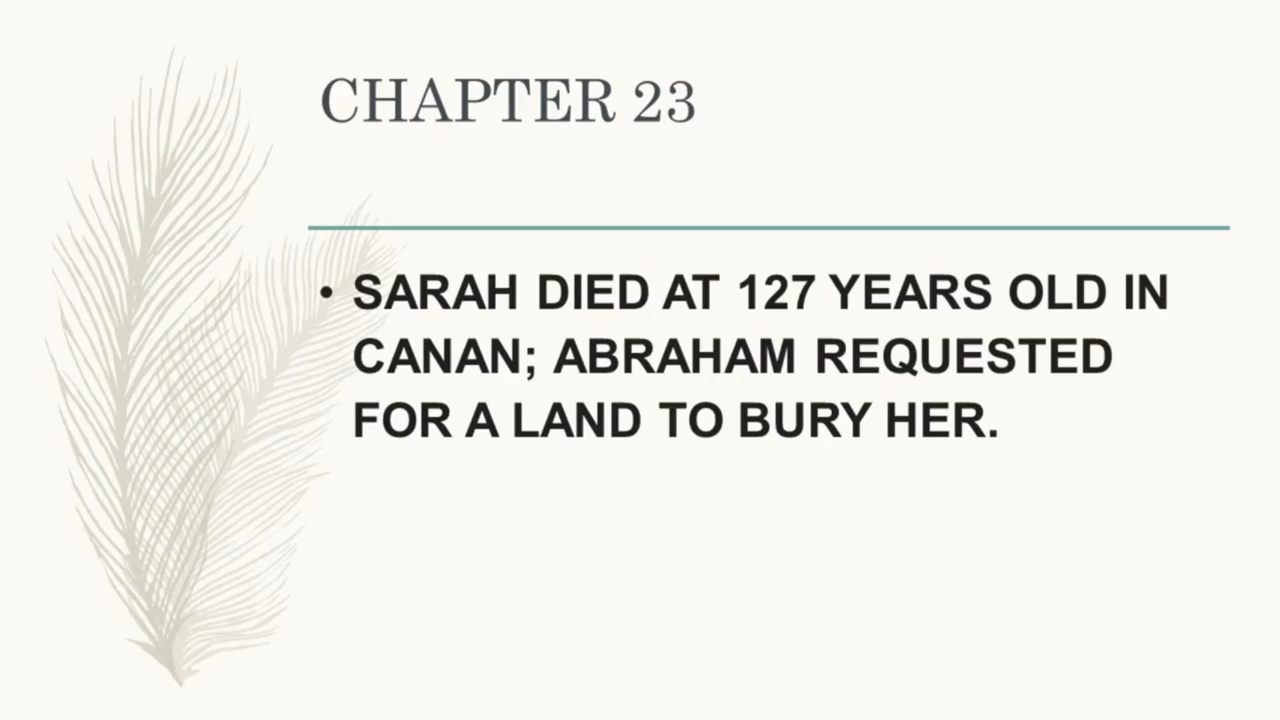 CHAPTER 23
• SARAH DIED AT 127 YEARS OLD IN
CANAN; ABRAHAM REQUESTED
FOR A LAND TO BURY HER.